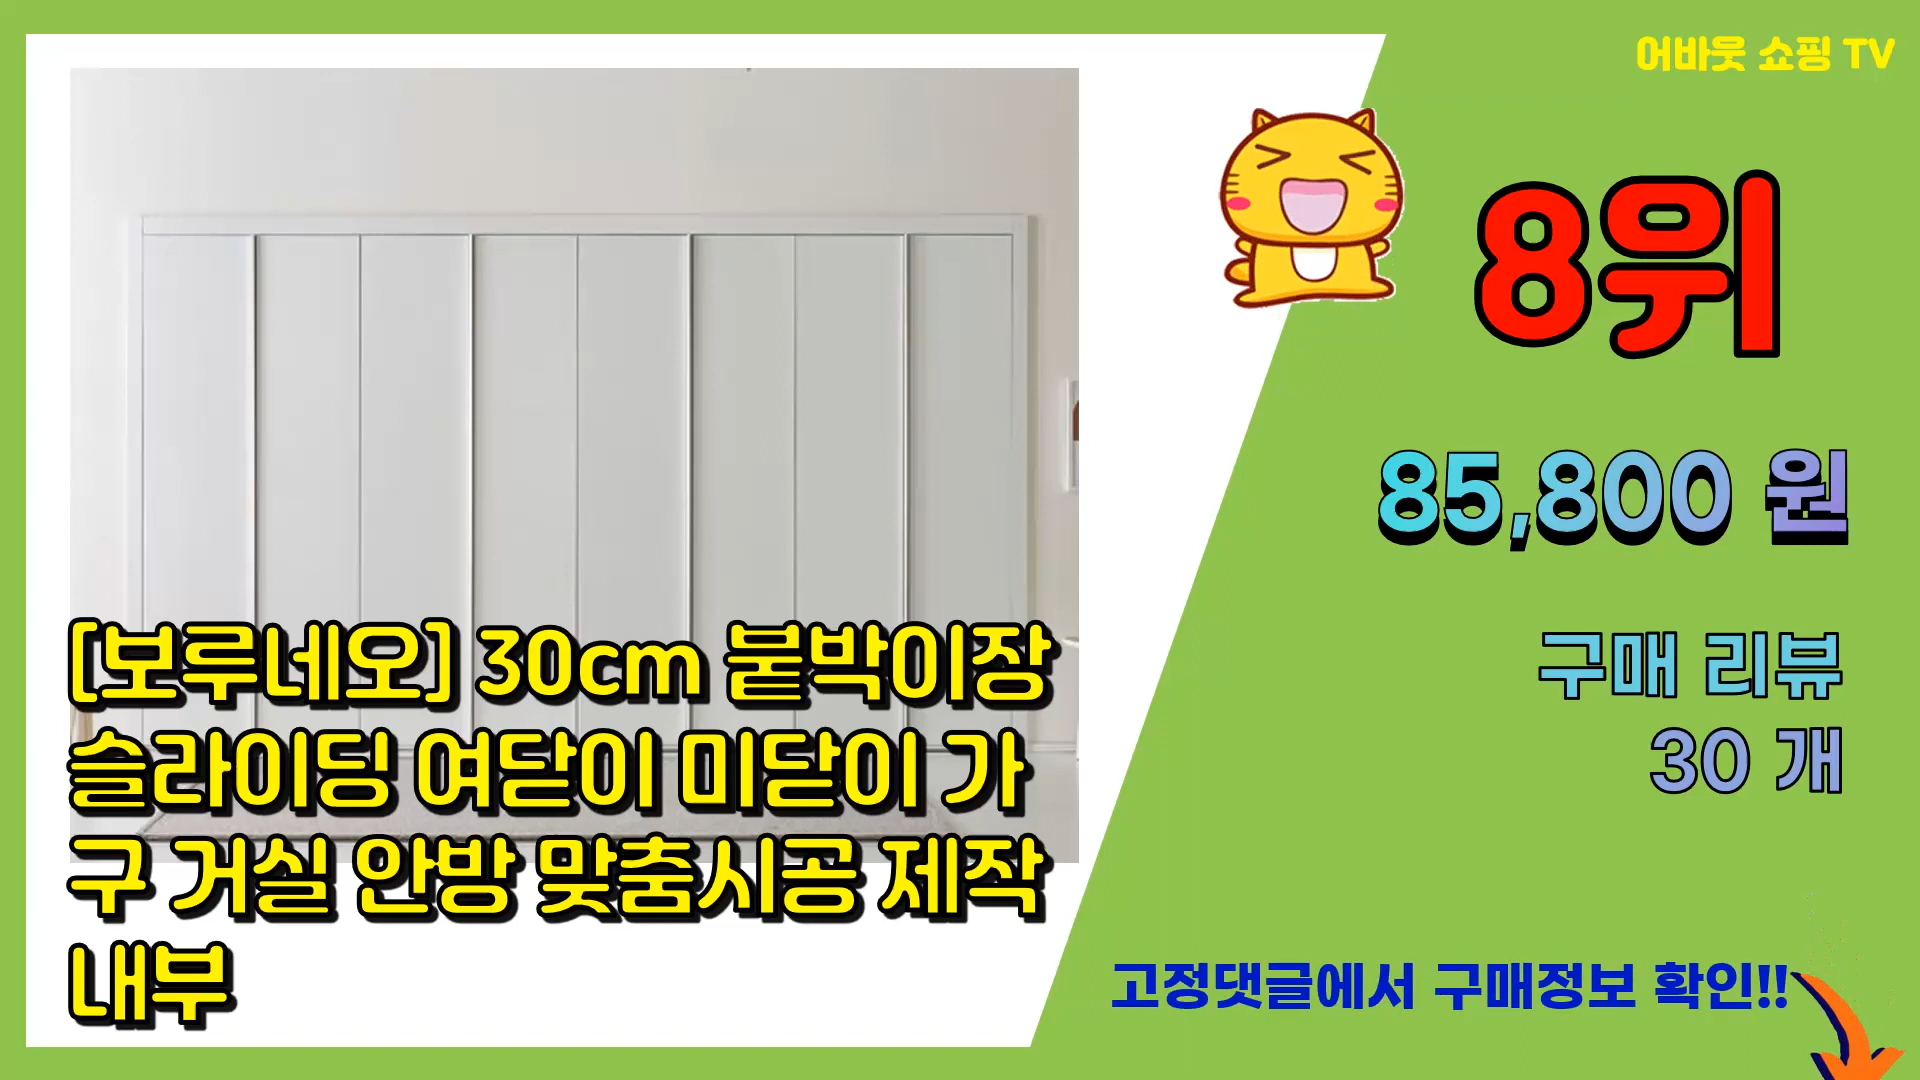 어바웃 쇼핑 TV
8위
85,800 원
구매 리뷰
30 개
[보루네오] 30cm 붙박이장
슬라이딩 여닫이 미닫이 가
구 거실 안방 맞춤시공 제작
내부
고정댓글에서 구매정보 확인!!